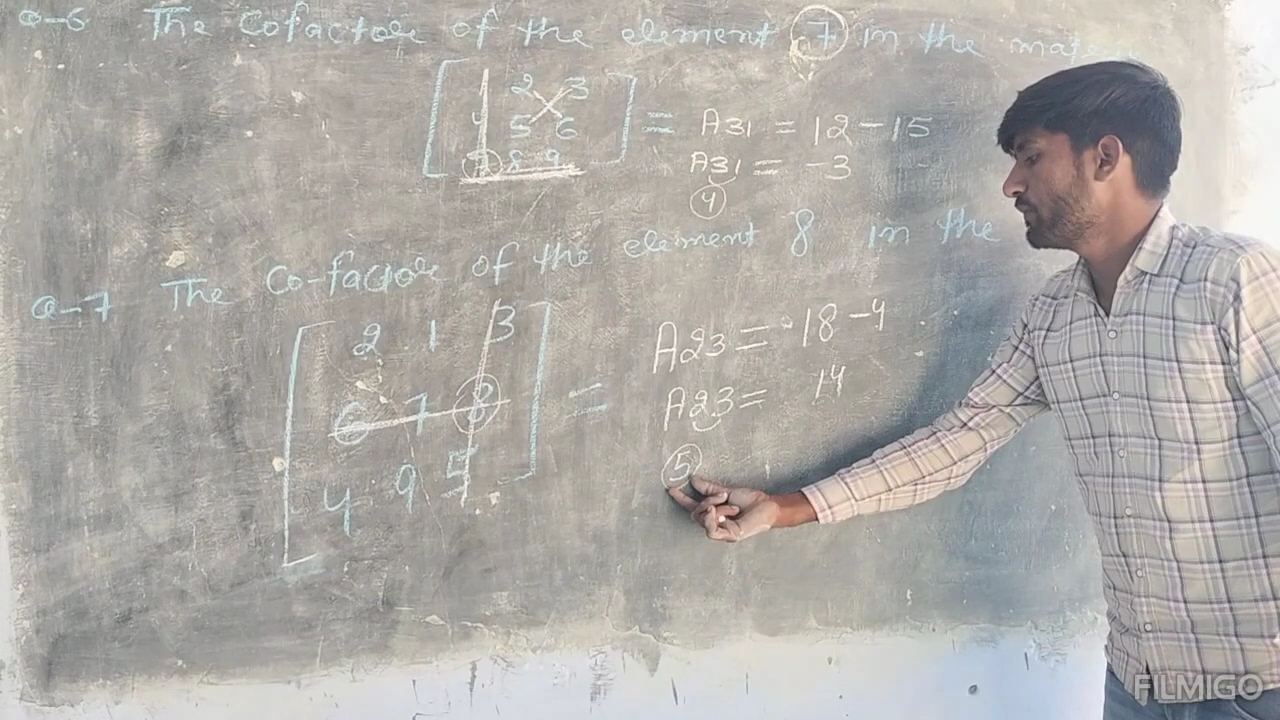 Q-6 The Cofactor of the element 7 in the
2 3
4 5 6 = A31 = 12 - 15
7 8 9 A31 = -3
4
Q-7 The Co-factor of the element 8 in the
2 1 3 A23 = 18 - 4
6 7 8 = A23 = 14
4 9 5 5
FILMIGO